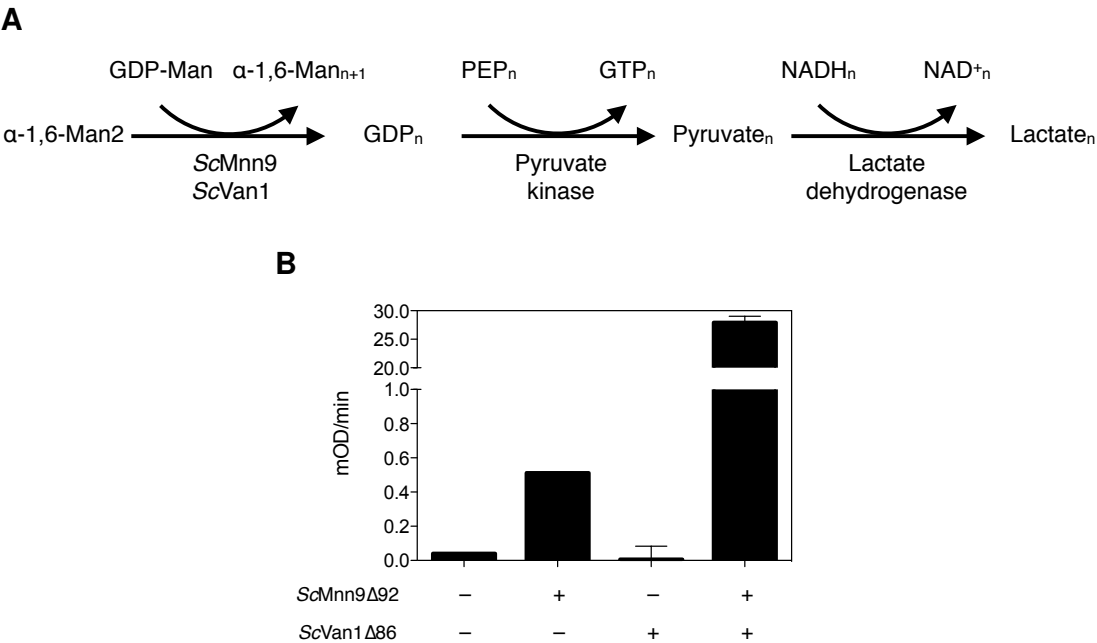 A
GDP-Man α-1,6-Manₙ₊₁ PEPₙ GTPₙ NADHₙ NAD⁺ₙ
α-1,6-Man2 GDPₙ Pyruvateₙ Lactateₙ
ScMnn9 Pyruvate Lactate
ScVan1 kinase dehydrogenase
B
30.0
25.0
20.0
1.0
0.8
0.6
0.4
0.2
0.0
mOD/min
ScMnn9Δ92 – + – +
ScVan1Δ86 – – + +